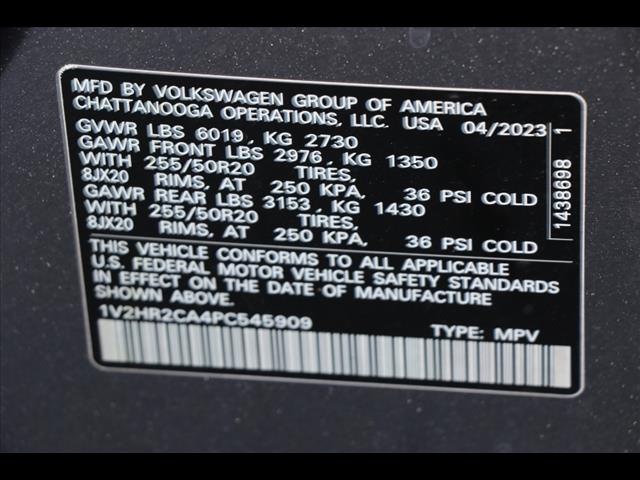 MFD BY VOLKSWAGEN GROUP OF AMERICA
CHATTANOOGA OPERATIONS, LLC. USA 04/2023
GVWR LBS 6019, KG 2730
GAWR FRONT LBS 2976, KG 1350
WITH 255/50R20 TIRES,
8JX20 RIMS, AT 250 KPA, 36 PSI COLD
GAWR REAR LBS 3153, KG 1430
WITH 255/50R20 TIRES,
8JX20 RIMS, AT 250 KPA, 36 PSI COLD
THIS VEHICLE CONFORMS TO ALL APPLICABLE
U.S. FEDERAL MOTOR VEHICLE SAFETY STANDARDS
IN EFFECT ON THE DATE OF MANUFACTURE
SHOWN ABOVE.
1V2HR2CA4PC545909 TYPE: MPV
1438698 1